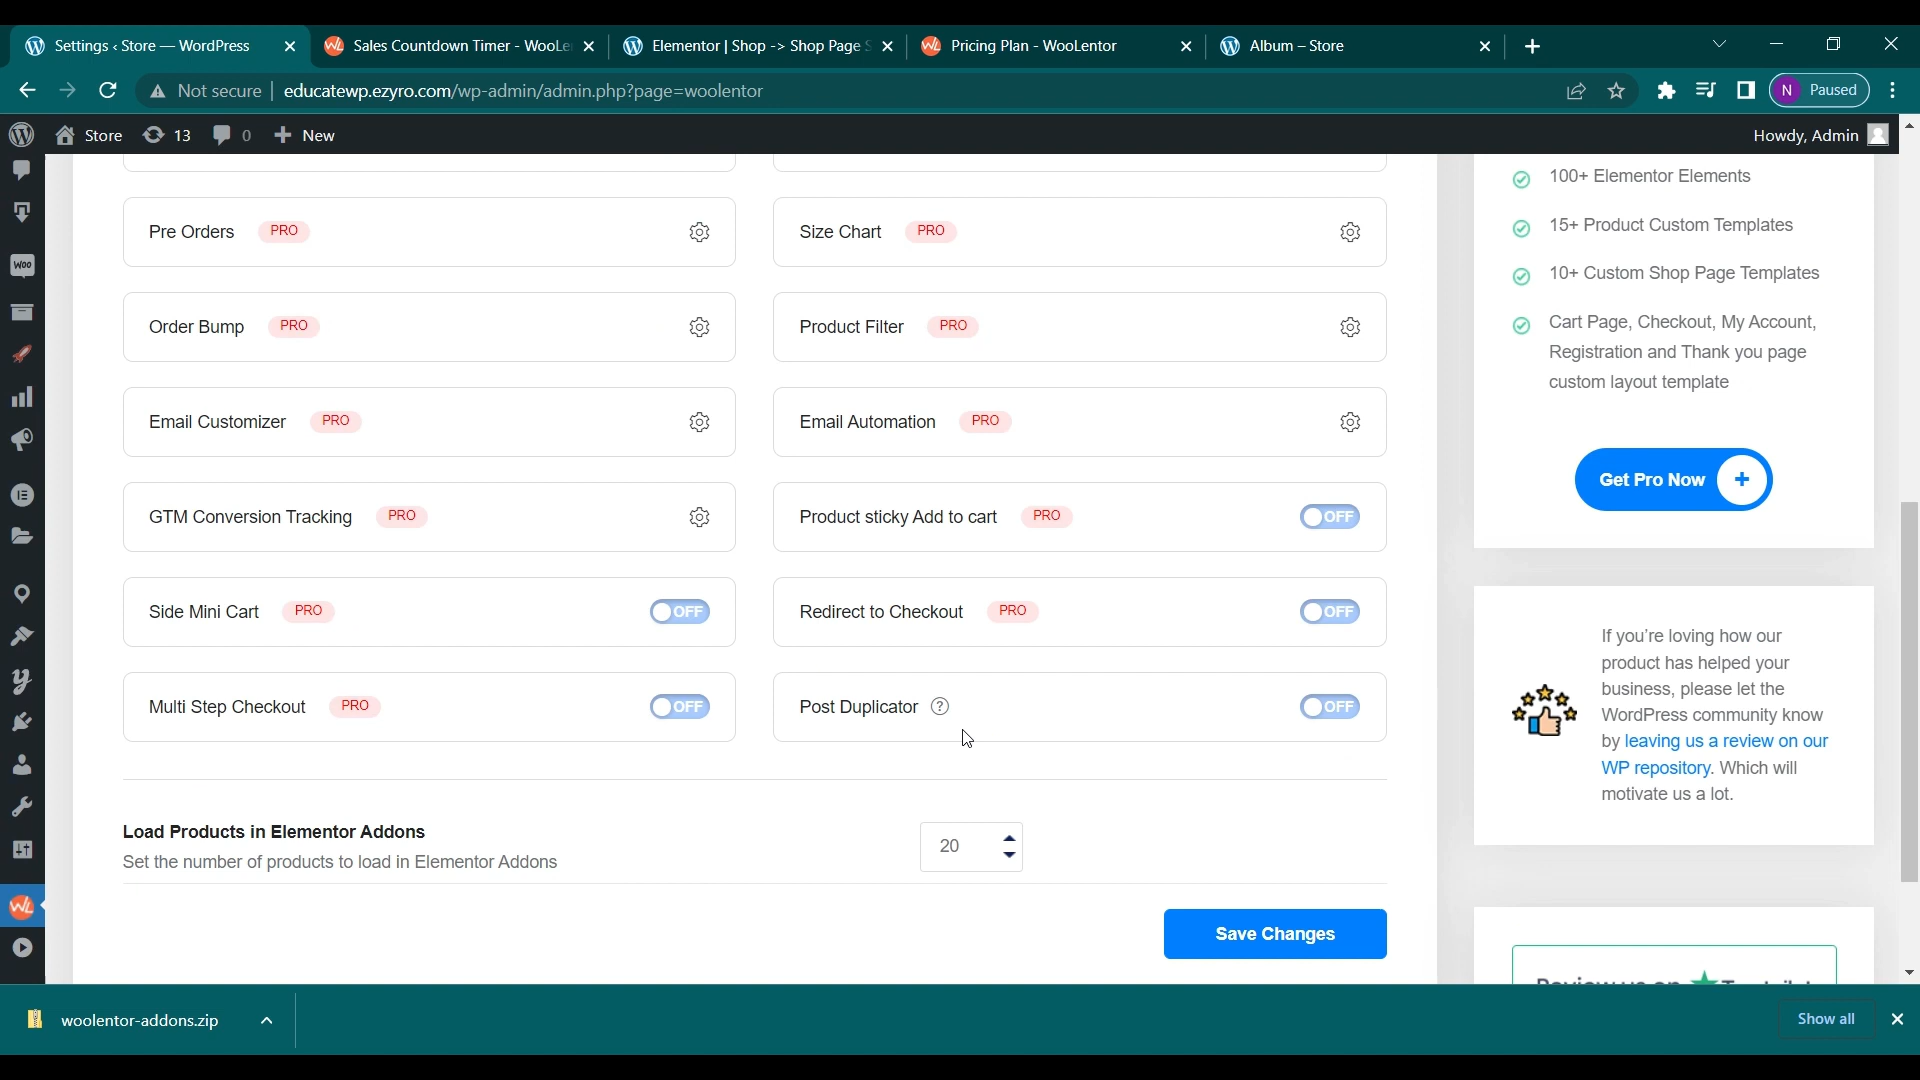 Settings ‹ Store — WordPress
Sales Countdown Timer - WooLe
Elementor | Shop -> Shop Page S
Pricing Plan - WooLentor
Album – Store
Not secure
educatewp.ezyro.com/wp-admin/admin.php?page=woolentor
N Paused
Store
13
0
New
Howdy, Admin
Woo
Pre Orders PRO
Size Chart PRO
Order Bump PRO
Product Filter PRO
Email Customizer PRO
Email Automation PRO
GTM Conversion Tracking PRO
Product sticky Add to cart PRO OFF
Side Mini Cart PRO OFF
Redirect to Checkout PRO OFF
Multi Step Checkout PRO OFF
Post Duplicator ? OFF
Load Products in Elementor Addons
Set the number of products to load in Elementor Addons
20
Save Changes
100+ Elementor Elements
15+ Product Custom Templates
10+ Custom Shop Page Templates
Cart Page, Checkout, My Account,
Registration and Thank you page
custom layout template
Get Pro Now +
If you're loving how our
product has helped your
business, please let the
WordPress community know
by leaving us a review on our
WP repository. Which will
motivate us a lot.
Review us on
woolentor-addons.zip
Show all